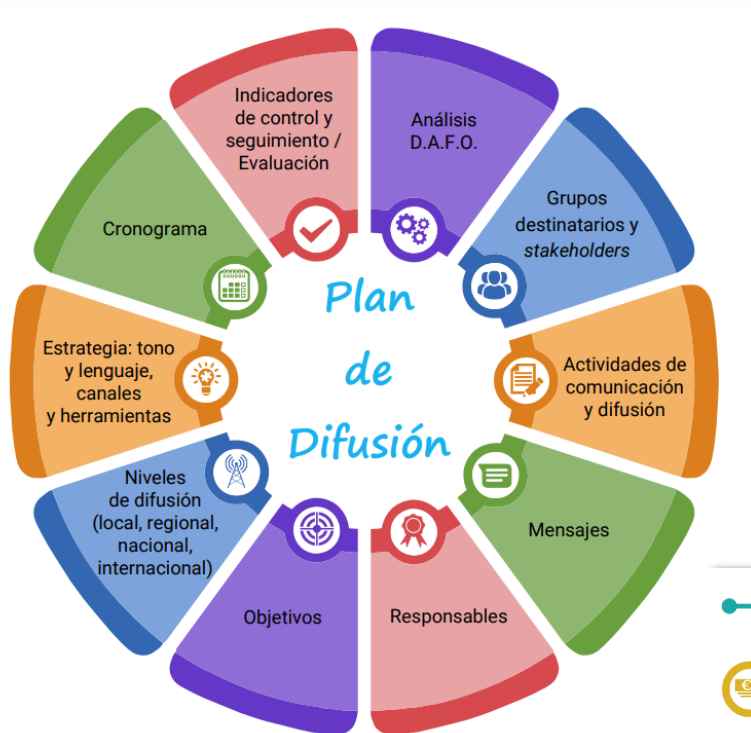 Plan
de
Difusión
Análisis
D.A.F.O.
Grupos
destinatarios y
stakeholders
Actividades de
comunicación
y difusión
Mensajes
Responsables
Objetivos
Niveles
de difusión
(local, regional,
nacional,
internacional)
Estrategia: tono
y lenguaje,
canales
y herramientas
Cronograma
Indicadores
de control y
seguimiento /
Evaluación